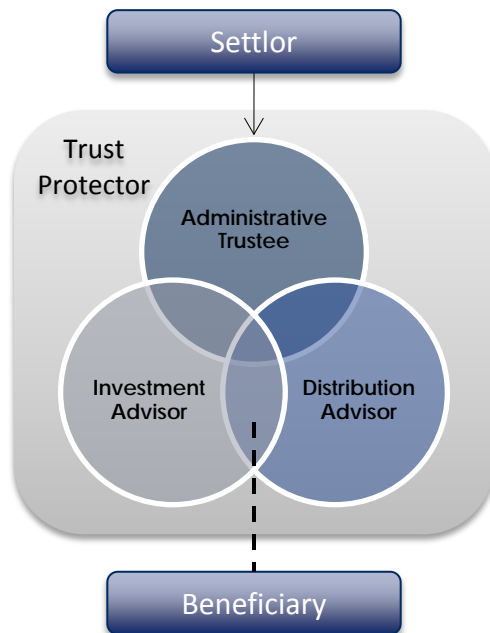 Settlor
Trust
Protector
Administrative
Trustee
Investment
Advisor
Distribution
Advisor
Beneficiary